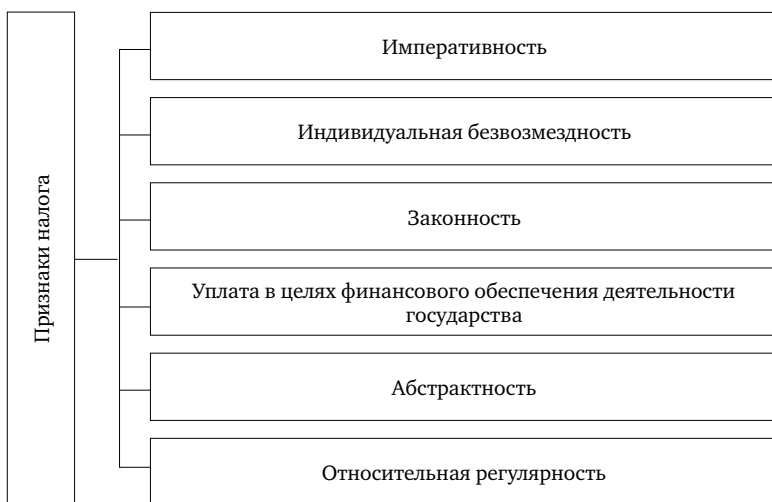 Признаки налога
Императивность
Индивидуальная безвозмездность
Законность
Уплата в целях финансового обеспечения деятельности
государства
Абстрактность
Относительная регулярность